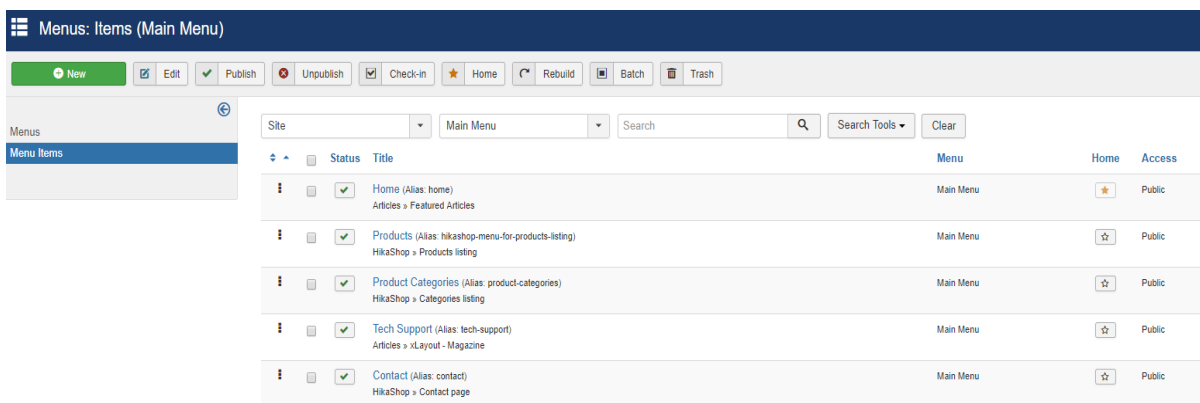 Menus: Items (Main Menu)
New Edit Publish Unpublish Check-in Home Rebuild Batch Trash
Menus
Menu Items
Site Main Menu Search Search Tools Clear
Status Title Menu Home Access
Home (Alias: home) Main Menu Public
Articles » Featured Articles
Products (Alias: hikashop-menu-for-products-listing) Main Menu Public
HikaShop » Products listing
Product Categories (Alias: product-categories) Main Menu Public
HikaShop » Categories listing
Tech Support (Alias: tech-support) Main Menu Public
Articles » xLayout - Magazine
Contact (Alias: contact) Main Menu Public
HikaShop » Contact page